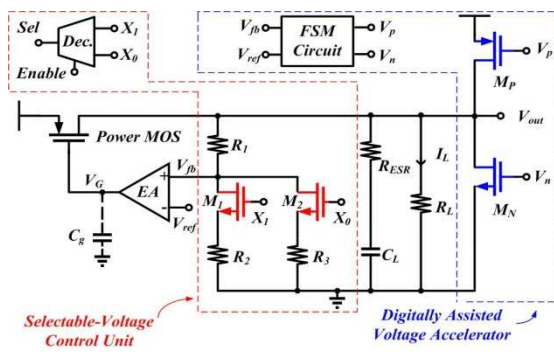 Sel
Dec.
X1
X0
Enable
Vfb
Vref
FSM
Circuit
Vp
Vn
Vp
MP
Power MOS
Vout
R1
RESR
IL
VG
EA
+
-
Vfb
Vref
M1
X1
M2
X0
RL
MN
Vn
Cg
R2
R3
CL
Selectable-Voltage
Control Unit
Digitally Assisted
Voltage Accelerator